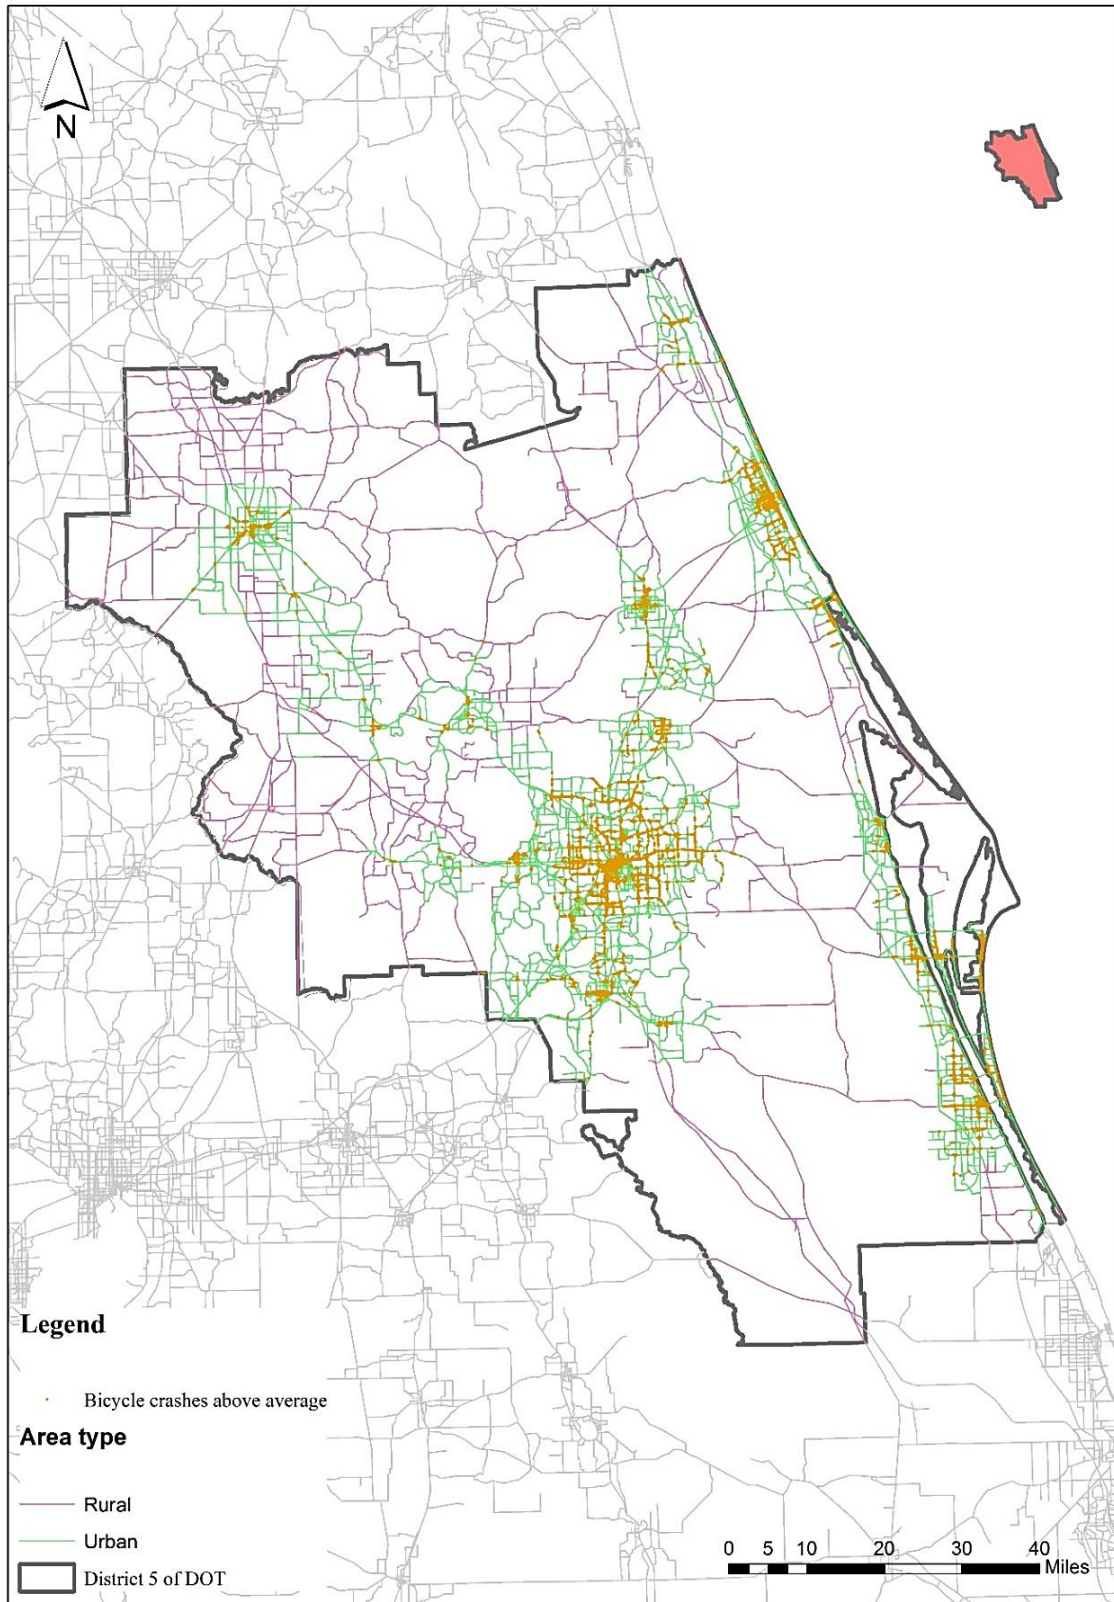 N
Legend
Bicycle crashes above average
Area type
Rural
Urban
District 5 of DOT
0 5 10 20 30 40
Miles